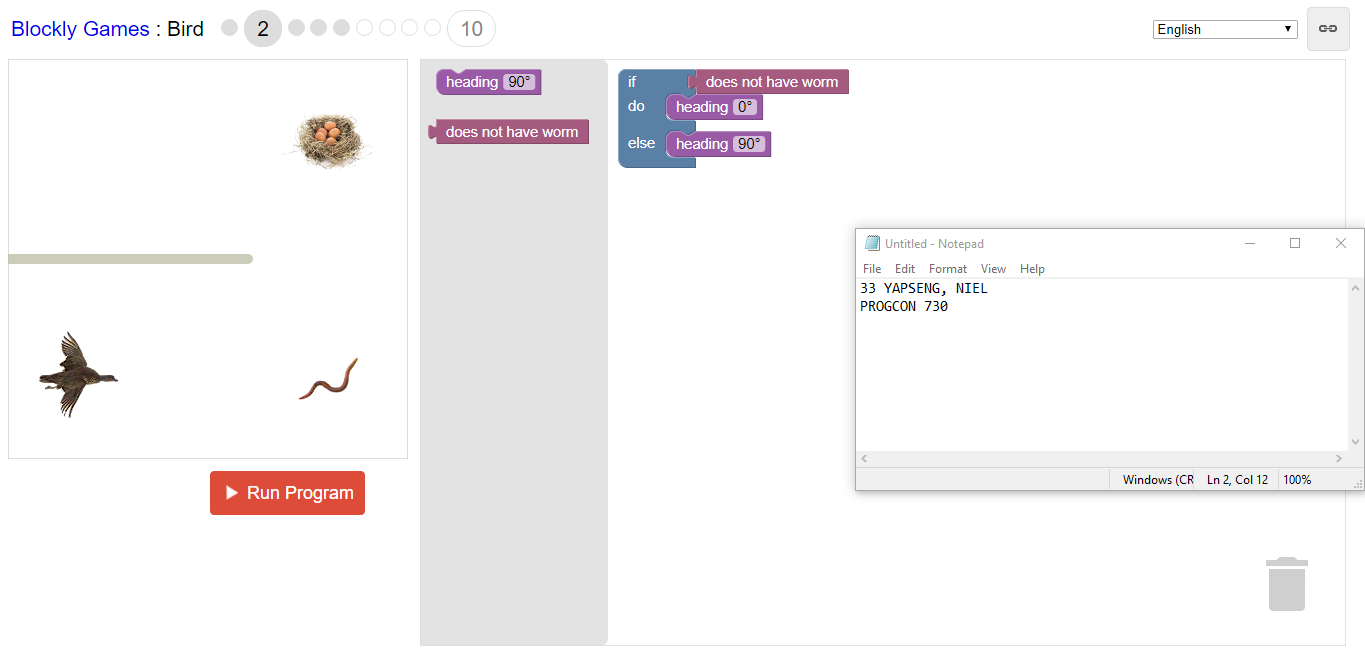 Blockly Games : Bird 2 10 English
heading 90°
does not have worm
if does not have worm
do heading 0°
else heading 90°
Run Program
Untitled - Notepad
File Edit Format View Help
33 YAPSENG, NIEL
PROGCON 730
Windows (CR Ln 2, Col 12 100%